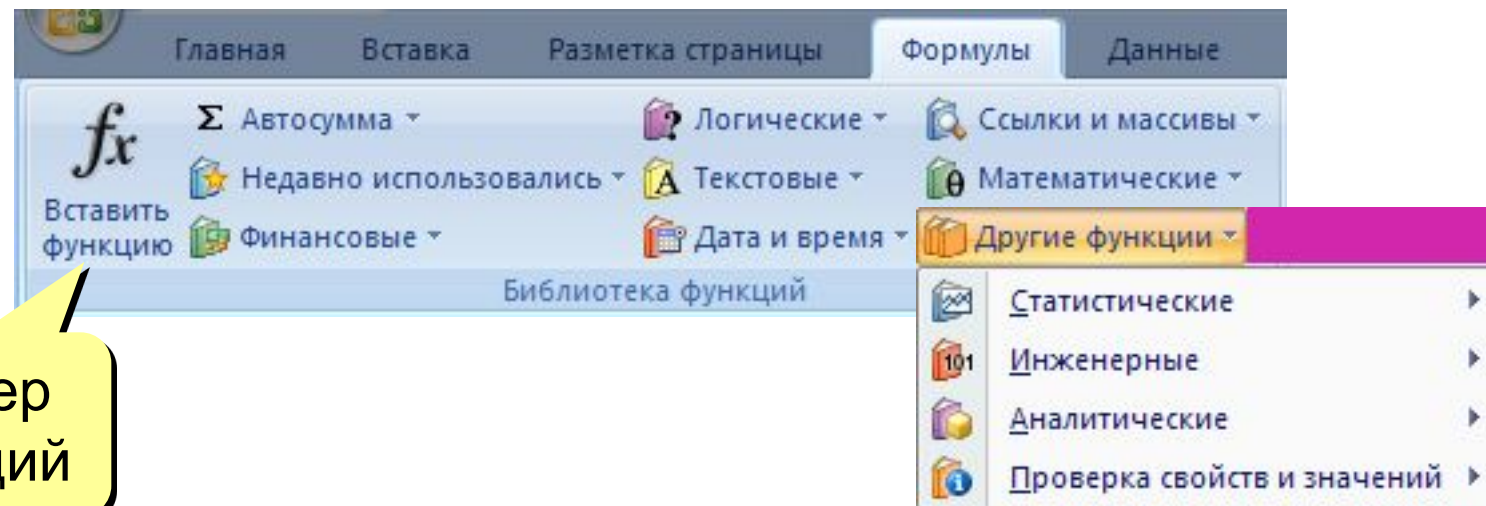 Главная Вставка Разметка страницы Формулы Данные
fx
Вставить функцию
Σ Автосумма
Недавно использовались
Финансовые
Логические
Текстовые
Дата и время
Ссылки и массивы
Математические
Другие функции
Библиотека функций
Статистические
Инженерные
Аналитические
Проверка свойств и значений
ер
ций